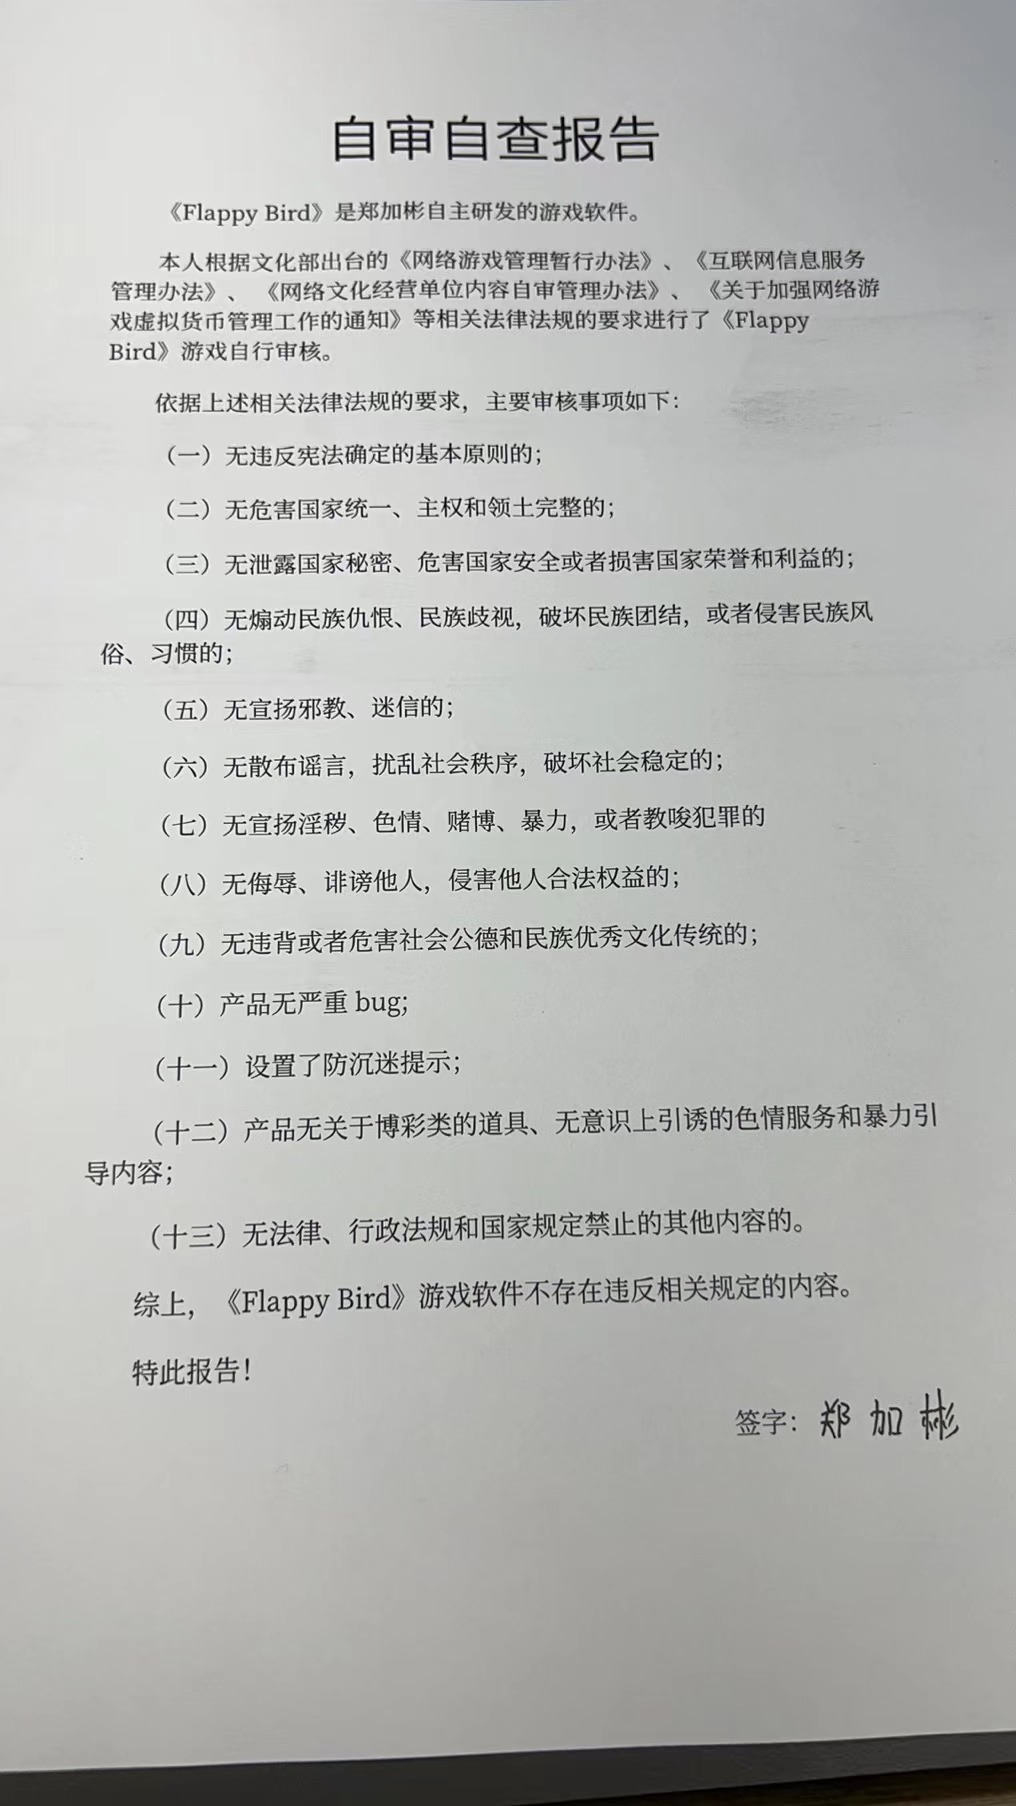 自审自查报告
《Flappy Bird》是郑加彬自主研发的游戏软件。
本人根据文化部出台的《网络游戏管理暂行办法》、《互联网信息服务
管理办法》、《网络文化经营单位内容自审管理办法》、《关于加强网络游
戏虚拟货币管理工作的通知》等相关法律法规的要求进行了《Flappy
Bird》游戏自行审核。
依据上述相关法律法规的要求，主要审核事项如下：
（一）无违反宪法确定的基本原则的；
（二）无危害国家统一、主权和领土完整的；
（三）无泄露国家秘密、危害国家安全或者损害国家荣誉和利益的；
（四）无煽动民族仇恨、民族歧视，破坏民族团结，或者侵害民族风
俗、习惯的；
（五）无宣扬邪教、迷信的；
（六）无散布谣言，扰乱社会秩序，破坏社会稳定的；
（七）无宣扬淫秽、色情、赌博、暴力，或者教唆犯罪的
（八）无侮辱、诽谤他人，侵害他人合法权益的；
（九）无违背或者危害社会公德和民族优秀文化传统的；
（十）产品无严重 bug;
（十一）设置了防沉迷提示；
（十二）产品无关于博彩类的道具、无意识上引诱的色情服务和暴力引
导内容；
（十三）无法律、行政法规和国家规定禁止的其他内容的。
综上，《Flappy Bird》游戏软件不存在违反相关规定的内容。
特此报告！
签字：郑加彬